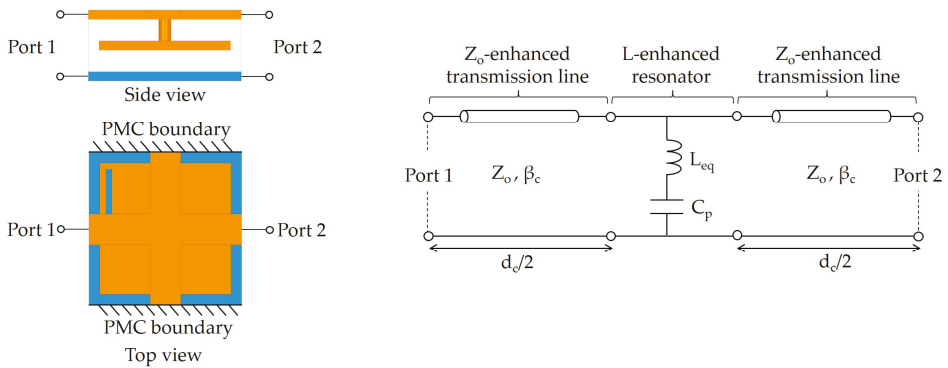 Port 1
Port 2
Side view
PMC boundary
Port 1
Port 2
PMC boundary
Top view
Zo-enhanced
transmission line
L-enhanced
resonator
Zo-enhanced
transmission line
Port 1
Zo , βc
Leq
Cp
Zo , βc
Port 2
dc/2
dc/2